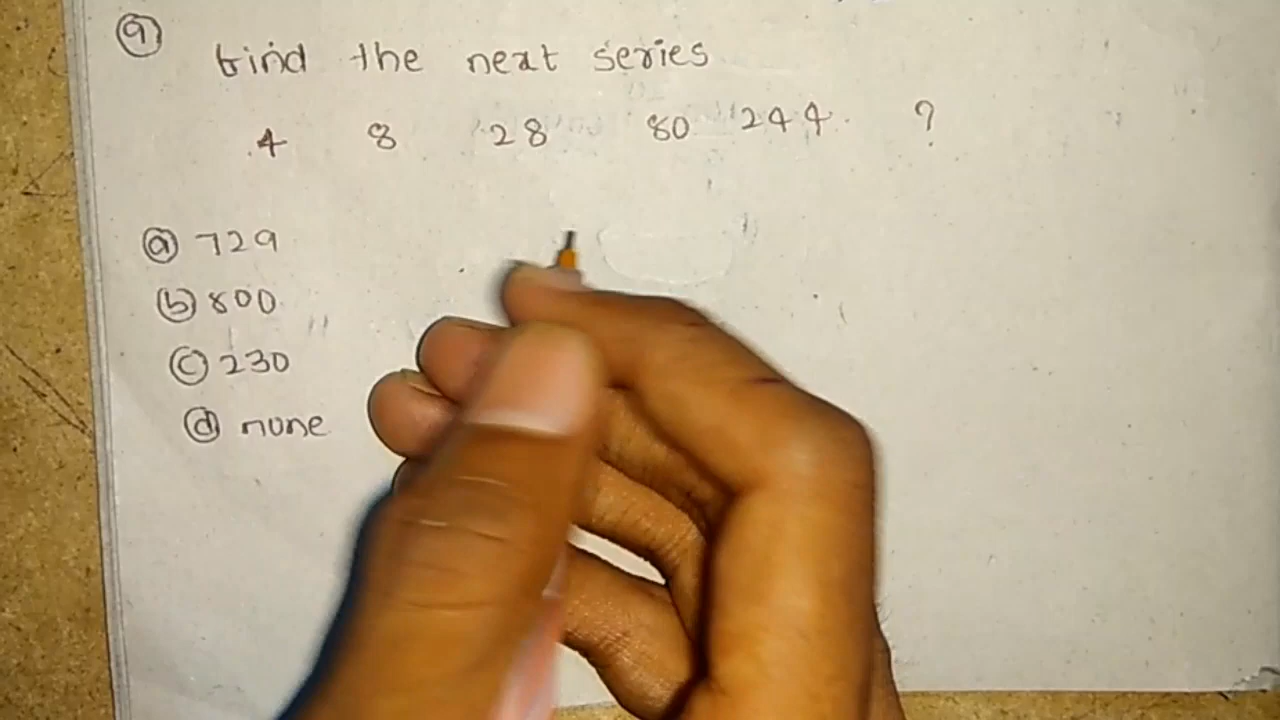 9
find the next series
4 8 28 80 244. ?
a 729
b 800
c 230
d none